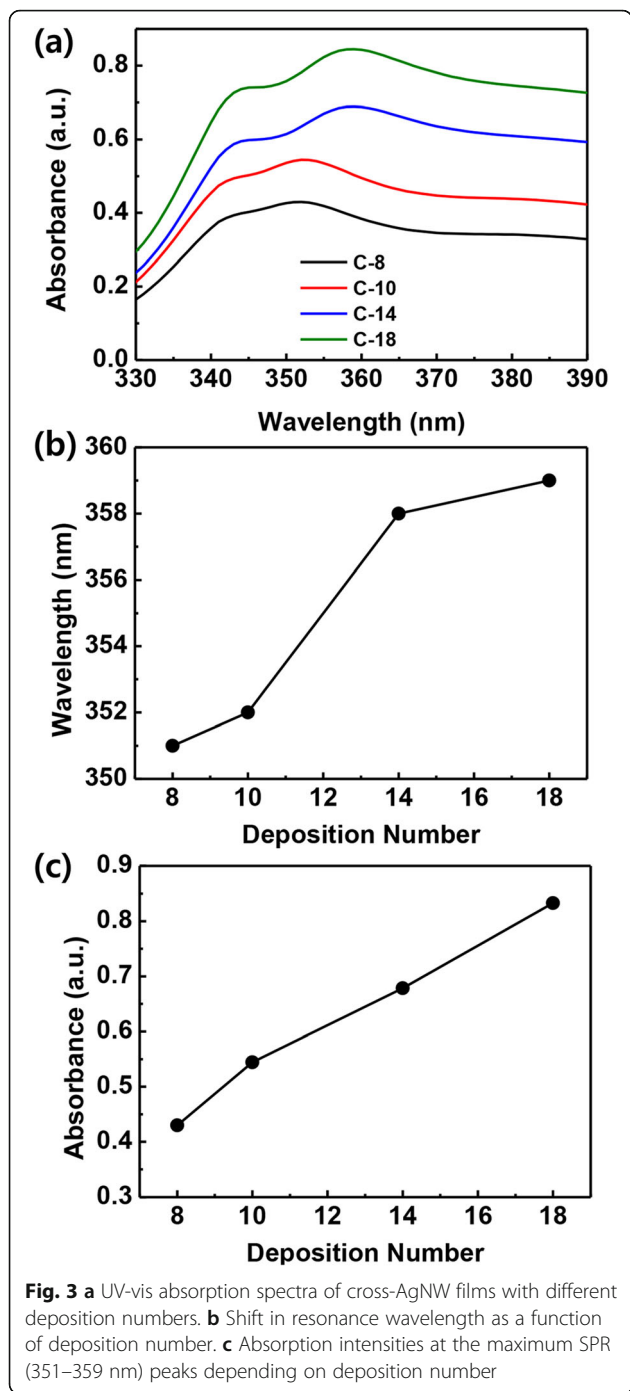 (a)
0.8
0.6
0.4
0.2
0.0
Absorbance (a.u.)
C-8
C-10
C-14
C-18
330 340 350 360 370 380 390
Wavelength (nm)
(b)
360
358
356
354
352
350
Wavelength (nm)
8 10 12 14 16 18
Deposition Number
(c)
0.9
0.8
0.7
0.6
0.5
0.4
0.3
Absorbance (a.u.)
8 10 12 14 16 18
Deposition Number
Fig. 3 a UV-vis absorption spectra of cross-AgNW films with different
deposition numbers. b Shift in resonance wavelength as a function
of deposition number. c Absorption intensities at the maximum SPR
(351–359 nm) peaks depending on deposition number